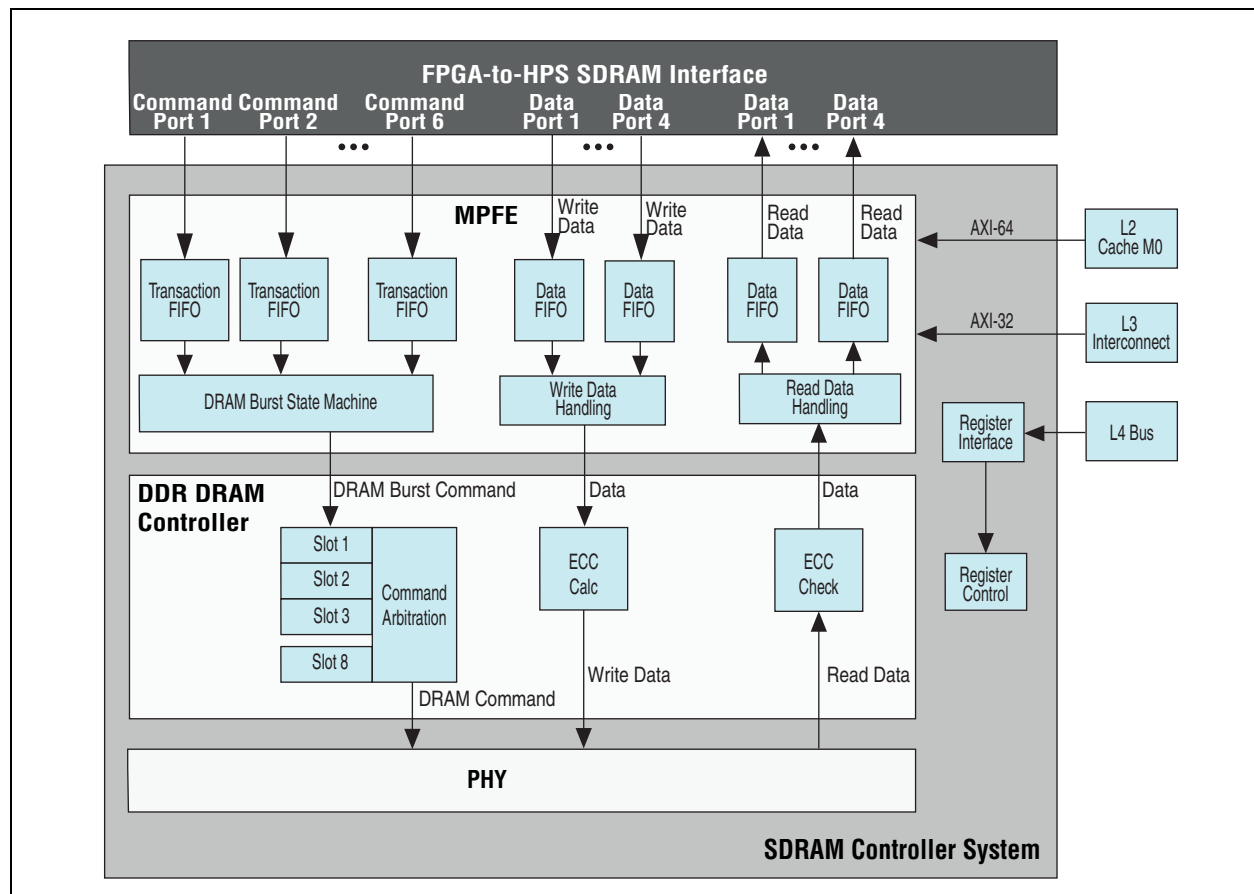 FPGA-to-HPS SDRAM Interface
Command
Port 1
Command
Port 2
Command
Port 6
Data
Port 1
Data
Port 4
Data
Port 1
Data
Port 4
•••
•••
•••
MPFE
Write
Data
Write
Data
Read
Data
Read
Data
AXI-64
L2
Cache M0
Transaction
FIFO
Transaction
FIFO
Transaction
FIFO
Data
FIFO
Data
FIFO
Data
FIFO
Data
FIFO
AXI-32
L3
Interconnect
DRAM Burst State Machine
Write Data
Handling
Read Data
Handling
Register
Interface
L4 Bus
DDR DRAM
Controller
DRAM Burst Command
Data
Data
Slot 1
Slot 2
Slot 3
Slot 8
Command
Arbitration
ECC
Calc
ECC
Check
Register
Control
DRAM Command
Write Data
Read Data
PHY
SDRAM Controller System